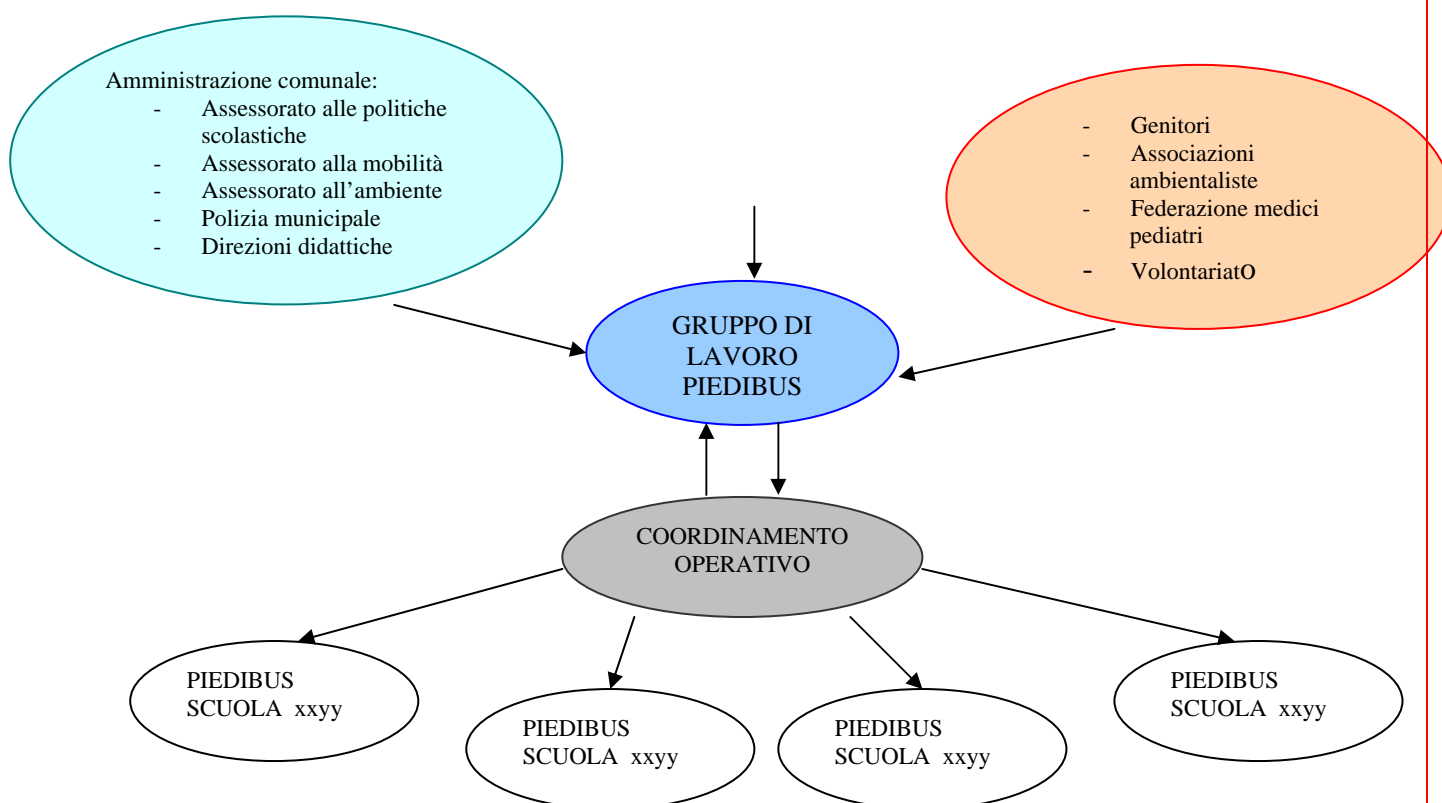 Amministrazione comunale:
- Assessorato alle politiche
scolastiche
- Assessorato alla mobilità
- Assessorato all'ambiente
- Polizia municipale
- Direzioni didattiche
- Genitori
- Associazioni
ambientaliste
- Federazione medici
pediatri
- Volontariato
GRUPPO DI
LAVORO
PIEDIBUS
COORDINAMENTO
OPERATIVO
PIEDIBUS
SCUOLA xxyy
PIEDIBUS
SCUOLA xxyy
PIEDIBUS
SCUOLA xxyy
PIEDIBUS
SCUOLA xxyy